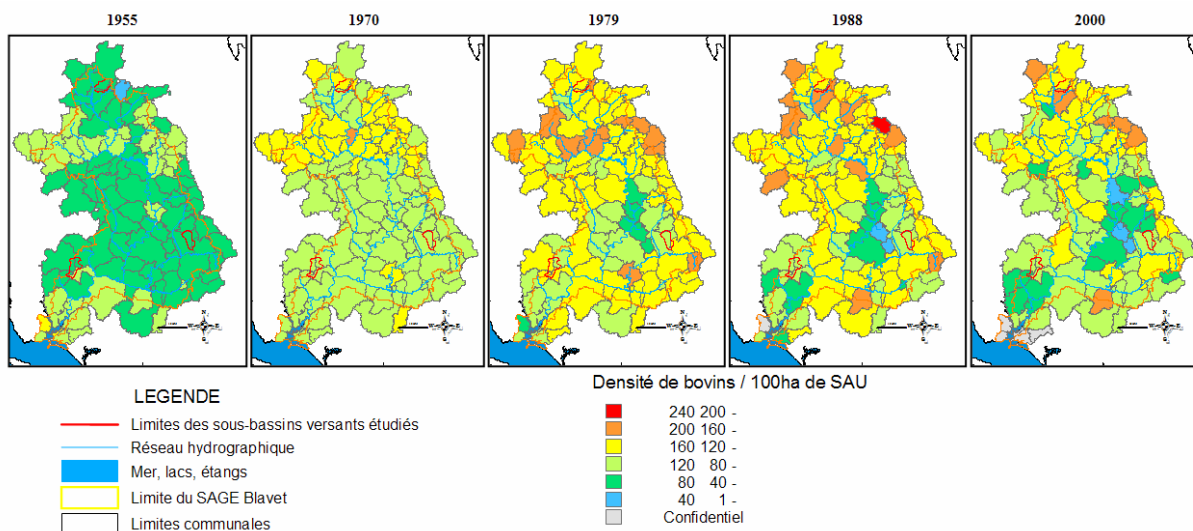 1955
1970
1979
1988
2000
LEGENDE
Limites des sous-bassins versants étudiés
Réseau hydrographique
Mer, lacs, étangs
Limite du SAGE Blavet
Limites communales
Densité de bovins / 100ha de SAU
240 200 -
200 160 -
160 120 -
120 80 -
80 40 -
40 1 -
Confidentiel